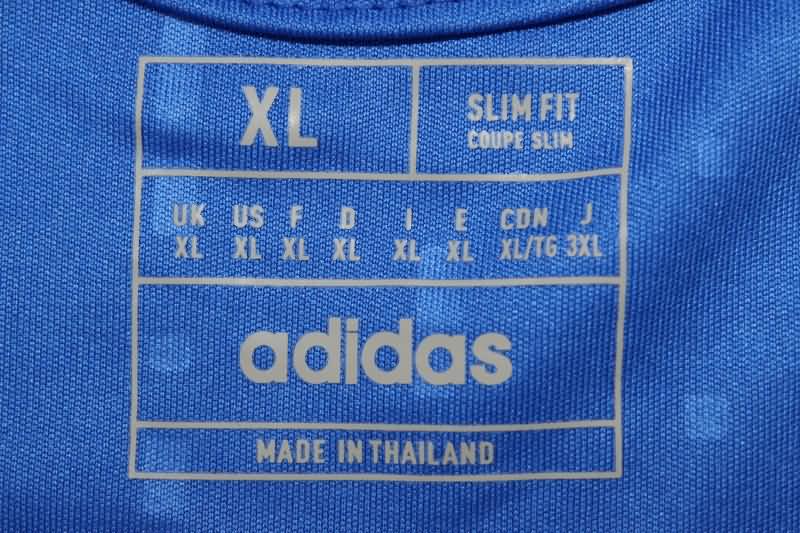 XL
SLIM FIT
COUPE SLIM
UK US F D I E CDN J
XL XL XL XL XL XL XL/TG 3XL
adidas
MADE IN THAILAND